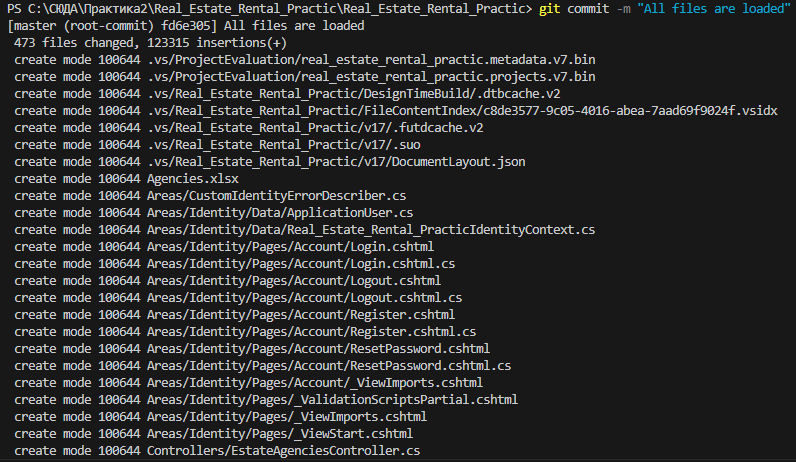 PS C:\СЮДА\Практика2\Real_Estate_Rental_Practic\Real_Estate_Rental_Practic> git commit -m "All files are loaded"
[master (root-commit) fd6e305] All files are loaded
 473 files changed, 123315 insertions(+)
 create mode 100644 .vs/ProjectEvaluation/real_estate_rental_practic.metadata.v7.bin
 create mode 100644 .vs/ProjectEvaluation/real_estate_rental_practic.projects.v7.bin
 create mode 100644 .vs/Real_Estate_Rental_Practic/DesignTimeBuild/.dtbcache.v2
 create mode 100644 .vs/Real_Estate_Rental_Practic/FileContentIndex/c8de3577-9c05-4016-abea-7aad69f9024f.vsidx
 create mode 100644 .vs/Real_Estate_Rental_Practic/v17/.futdcache.v2
 create mode 100644 .vs/Real_Estate_Rental_Practic/v17/.suo
 create mode 100644 .vs/Real_Estate_Rental_Practic/v17/DocumentLayout.json
 create mode 100644 Agencies.xlsx
 create mode 100644 Areas/CustomIdentityErrorDescriber.cs
 create mode 100644 Areas/Identity/Data/ApplicationUser.cs
 create mode 100644 Areas/Identity/Data/Real_Estate_Rental_PracticIdentityContext.cs
 create mode 100644 Areas/Identity/Pages/Account/Login.cshtml
 create mode 100644 Areas/Identity/Pages/Account/Login.cshtml.cs
 create mode 100644 Areas/Identity/Pages/Account/Logout.cshtml
 create mode 100644 Areas/Identity/Pages/Account/Logout.cshtml.cs
 create mode 100644 Areas/Identity/Pages/Account/Register.cshtml
 create mode 100644 Areas/Identity/Pages/Account/Register.cshtml.cs
 create mode 100644 Areas/Identity/Pages/Account/ResetPassword.cshtml
 create mode 100644 Areas/Identity/Pages/Account/ResetPassword.cshtml.cs
 create mode 100644 Areas/Identity/Pages/Account/_ViewImports.cshtml
 create mode 100644 Areas/Identity/Pages/_ValidationScriptsPartial.cshtml
 create mode 100644 Areas/Identity/Pages/_ViewImports.cshtml
 create mode 100644 Areas/Identity/Pages/_ViewStart.cshtml
 create mode 100644 Controllers/EstateAgenciesController.cs